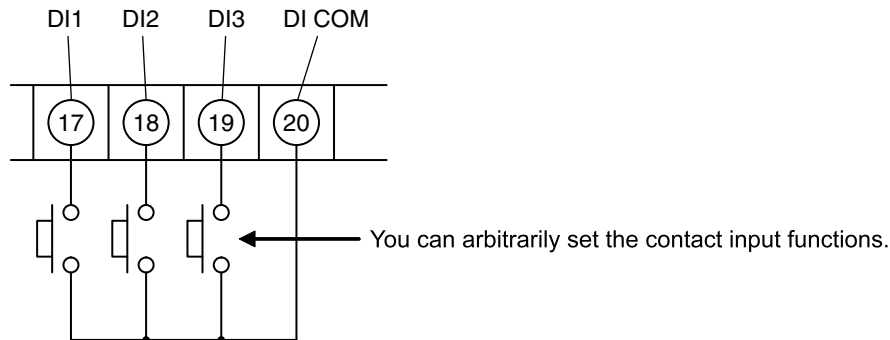 DI1 DI2 DI3 DI COM
17 18 19 20
You can arbitrarily set the contact input functions.